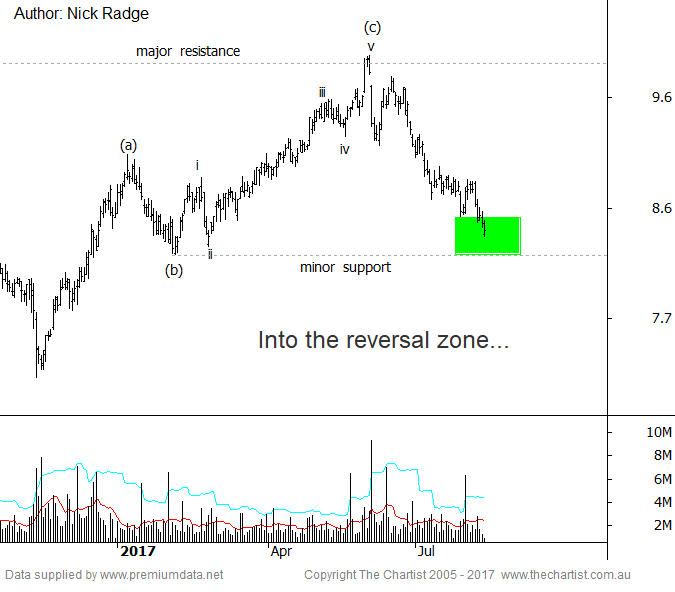 Author: Nick Radge
(c)
major resistance
v
9.6
iii
iv
(a)
i
8.6
ii
(b)
minor support
7.7
Into the reversal zone...
10M
8M
6M
4M
2M
2017 Apr Jul
Data supplied by www.premiumdata.net Copyright The Chartist 2005 - 2017 www.thechartist.com.au